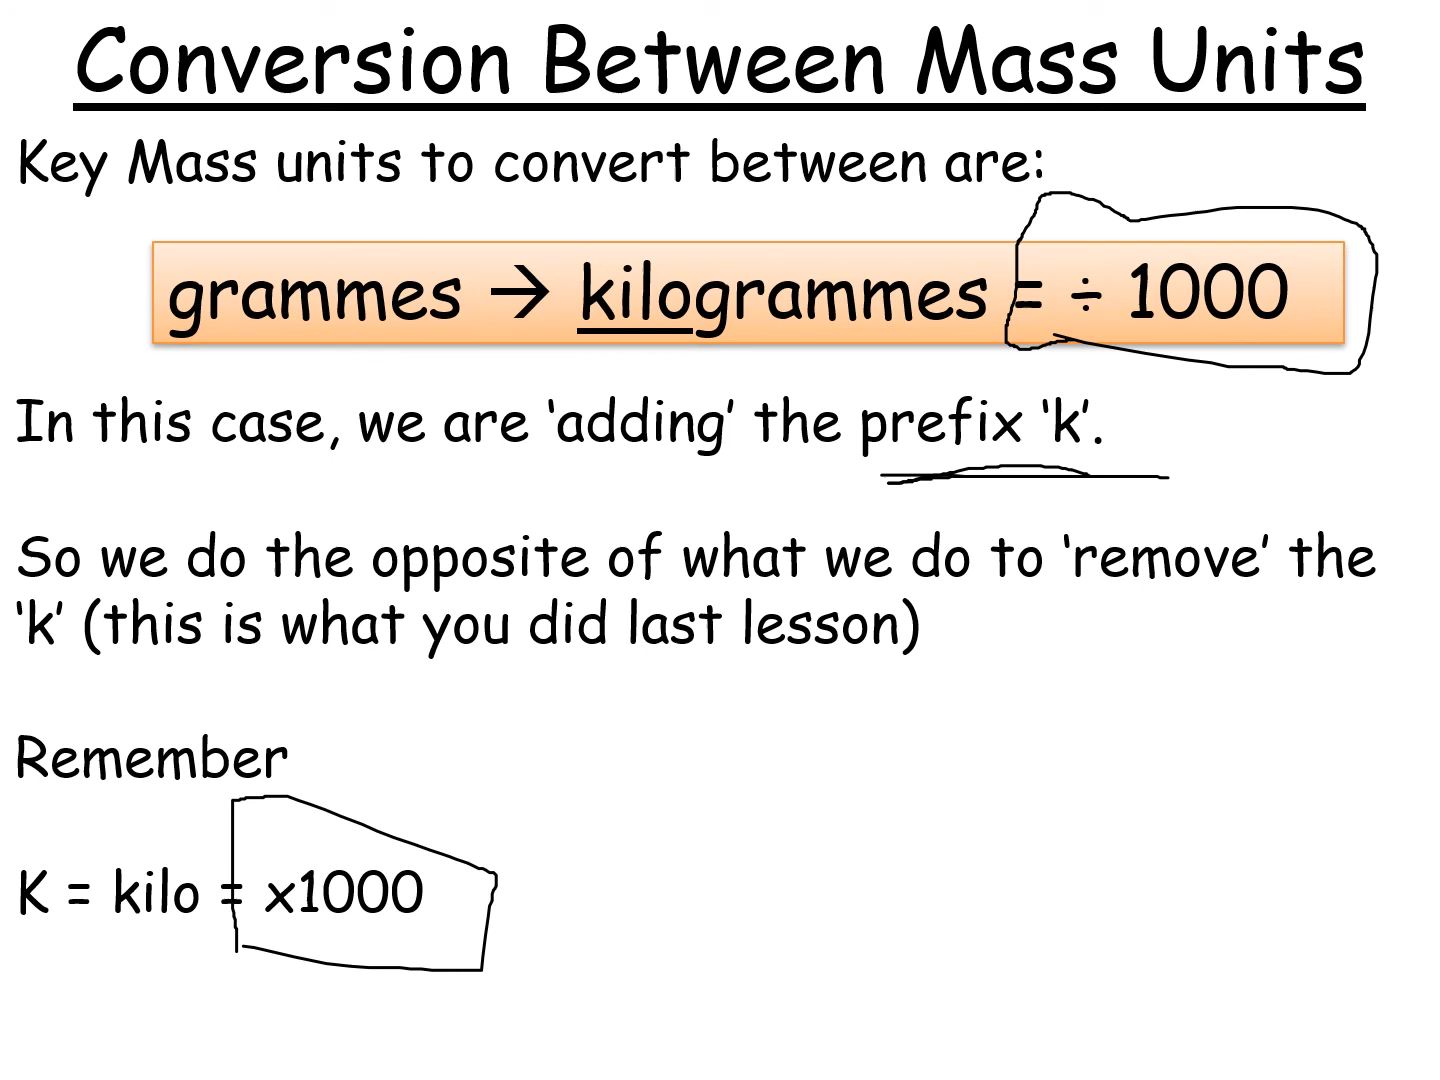 Conversion Between Mass Units
Key Mass units to convert between are:
grammes → kilogrammes = ÷ 1000
In this case, we are ‘adding’ the prefix ‘k’.
So we do the opposite of what we do to ‘remove’ the
‘k’ (this is what you did last lesson)
Remember
K = kilo = x1000